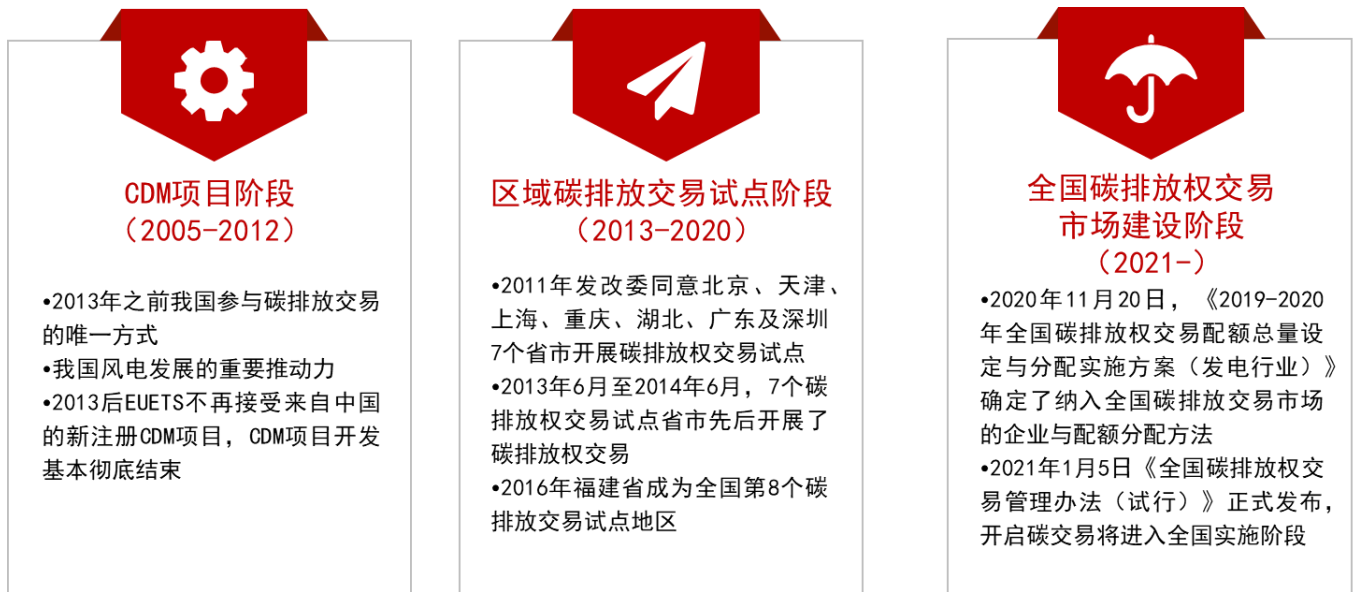 CDM项目阶段
（2005-2012）
•2013年之前我国参与碳排放交易
的唯一方式
•我国风电发展的重要推动力
•2013后EUETS不再接受来自中国
的新注册CDM项目，CDM项目开发
基本彻底结束
区域碳排放交易试点阶段
（2013-2020）
•2011年发改委同意北京、天津、
上海、重庆、湖北、广东及深圳
7个省市开展碳排放权交易试点
•2013年6月至2014年6月，7个碳
排放权交易试点省市先后开展了
碳排放权交易
•2016年福建省成为全国第8个碳
排放交易试点地区
全国碳排放权交易
市场建设阶段
（2021-）
•2020年11月20日，《2019-2020
年全国碳排放权交易配额总量设
定与分配实施方案（发电行业）》
确定了纳入全国碳排放交易市场
的企业与配额分配方法
•2021年1月5日《全国碳排放权交
易管理办法（试行）》正式发布，
开启碳交易将进入全国实施阶段